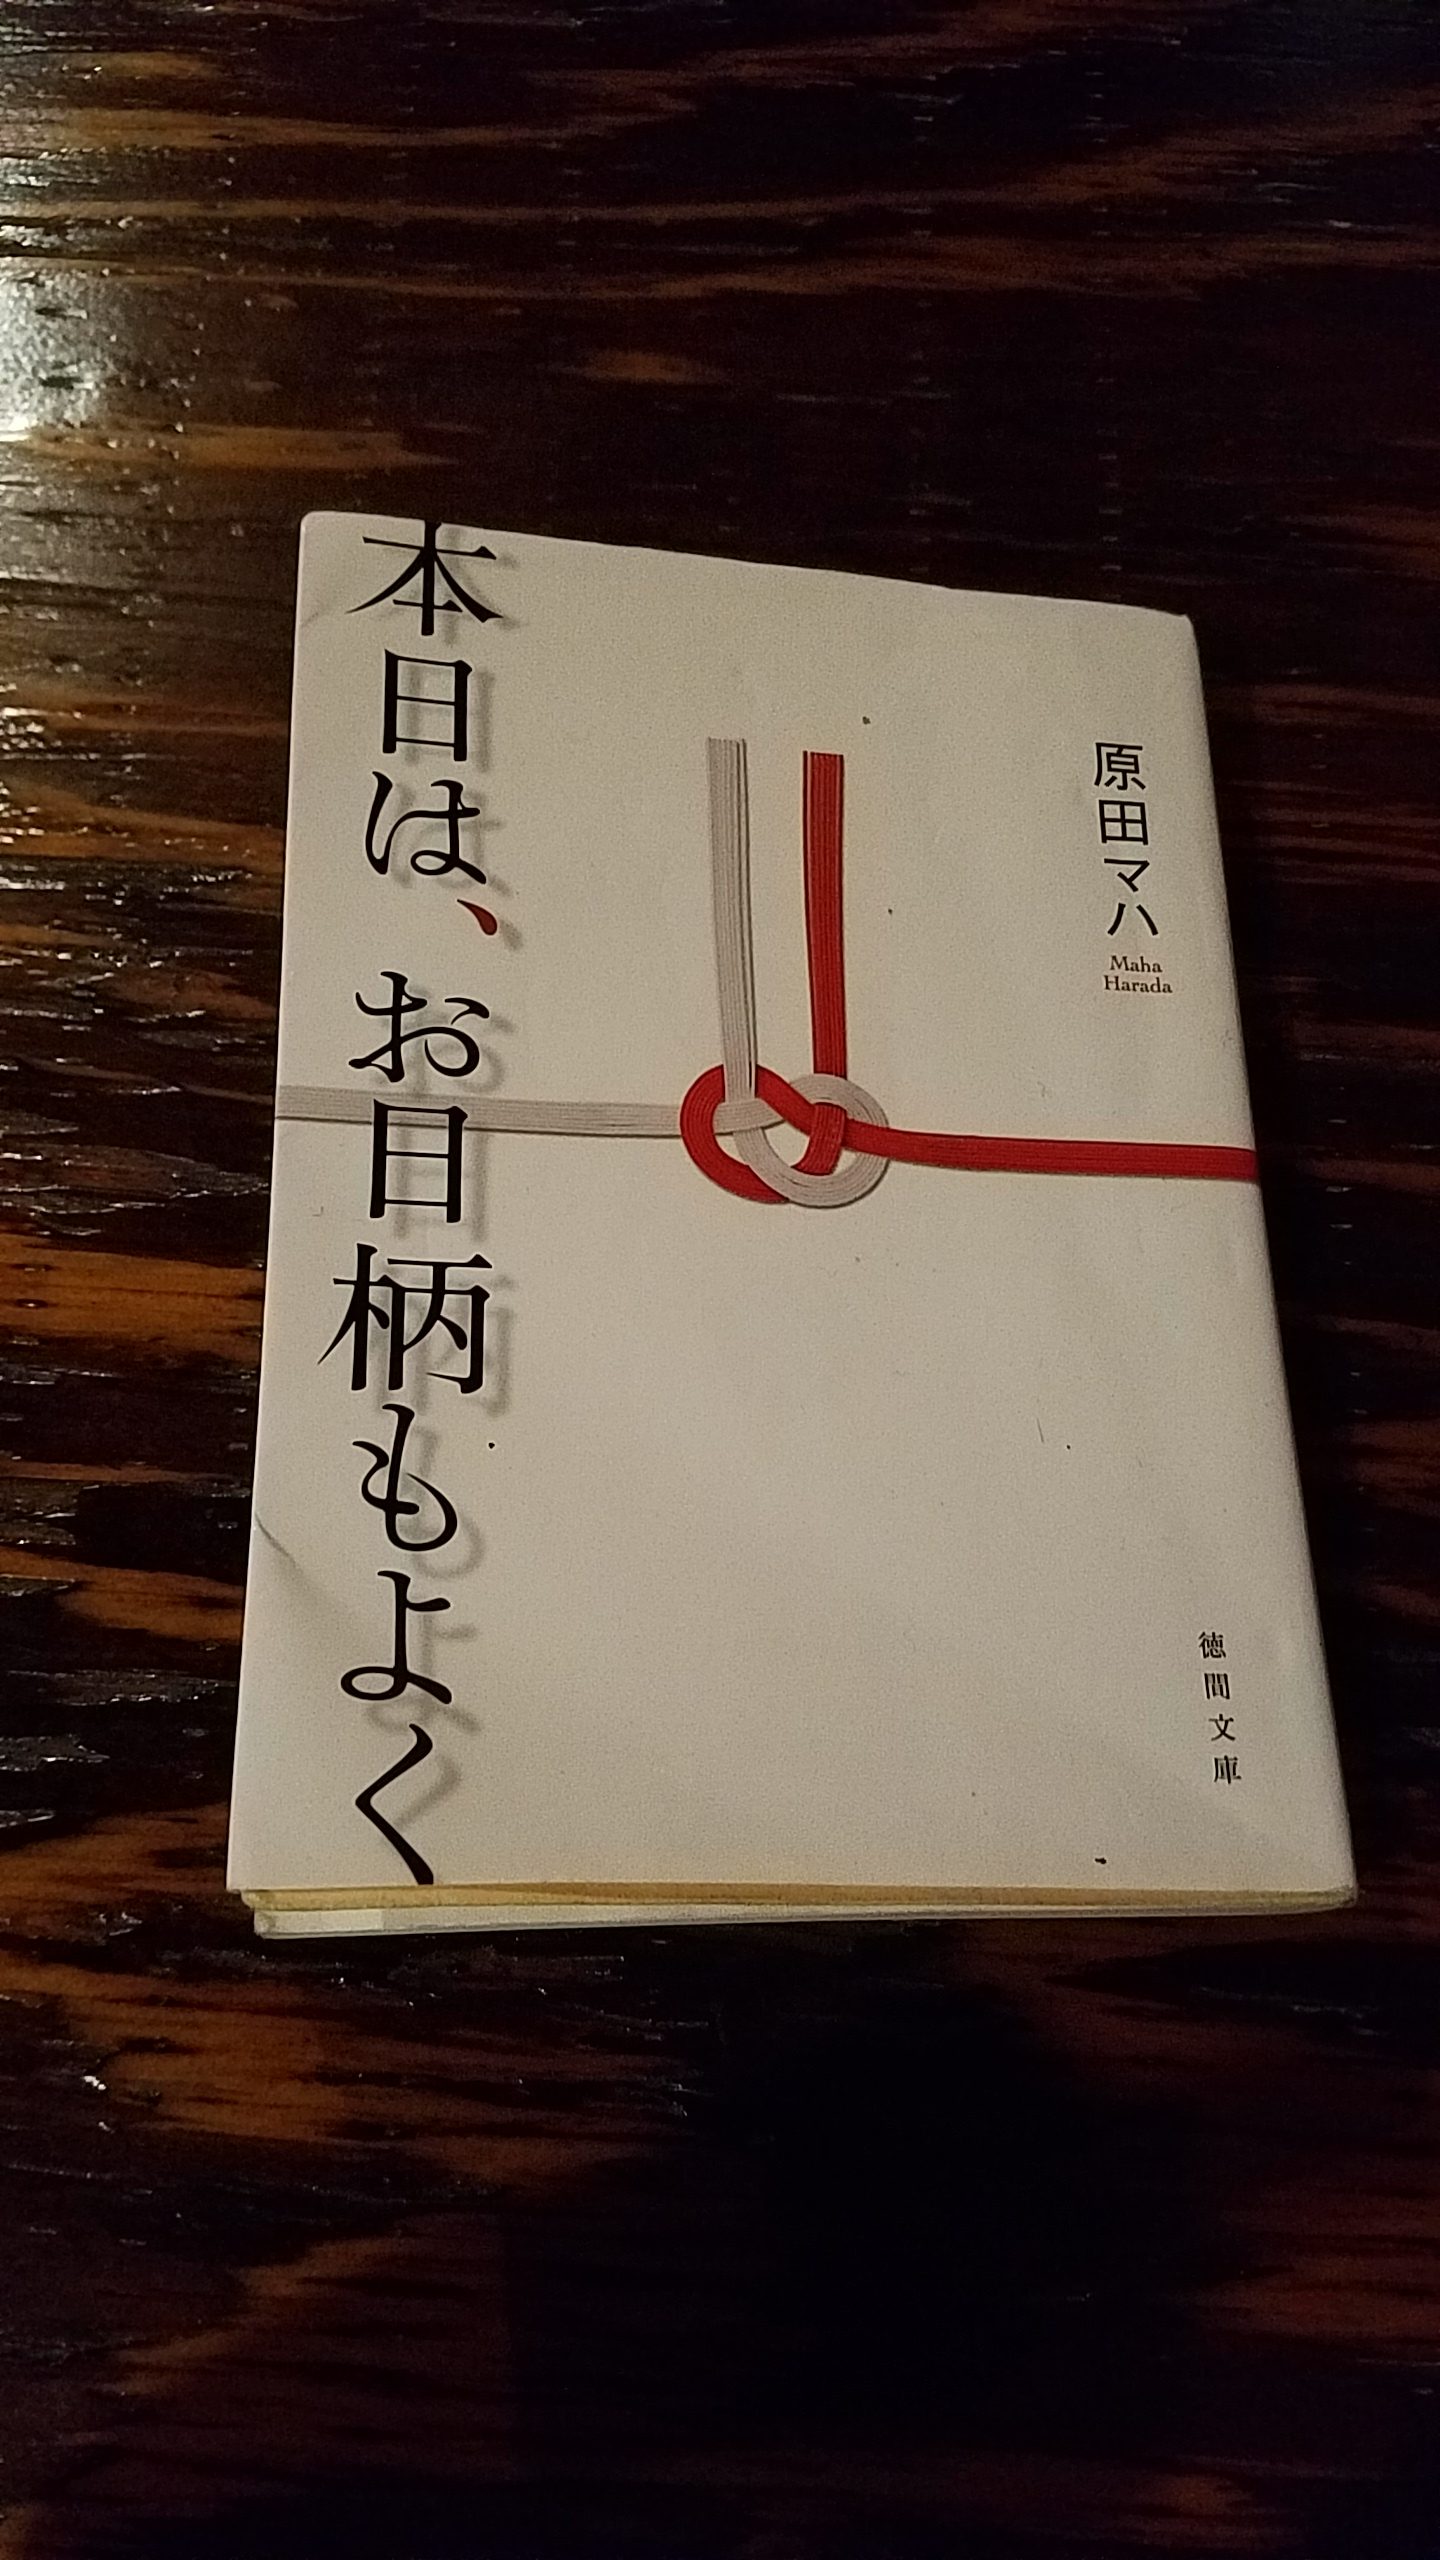 原田マハ
Maha
Harada
徳間文庫
本日は、お日柄もよく